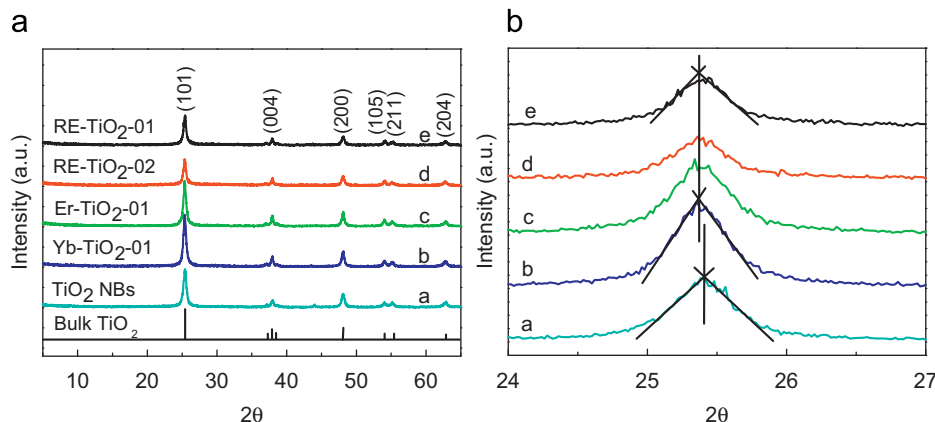 a
Intensity (a.u.)
(101)
(004)
(200)
(105)
(211)
(204)
RE-TiO₂-01 e
RE-TiO₂-02 d
Er-TiO₂-01 c
Yb-TiO₂-01 b
TiO₂ NBs a
Bulk TiO₂
10 20 30 40 50 60
2θ
b
Intensity (a.u.)
e
d
c
b
a
24 25 26 27
2θ